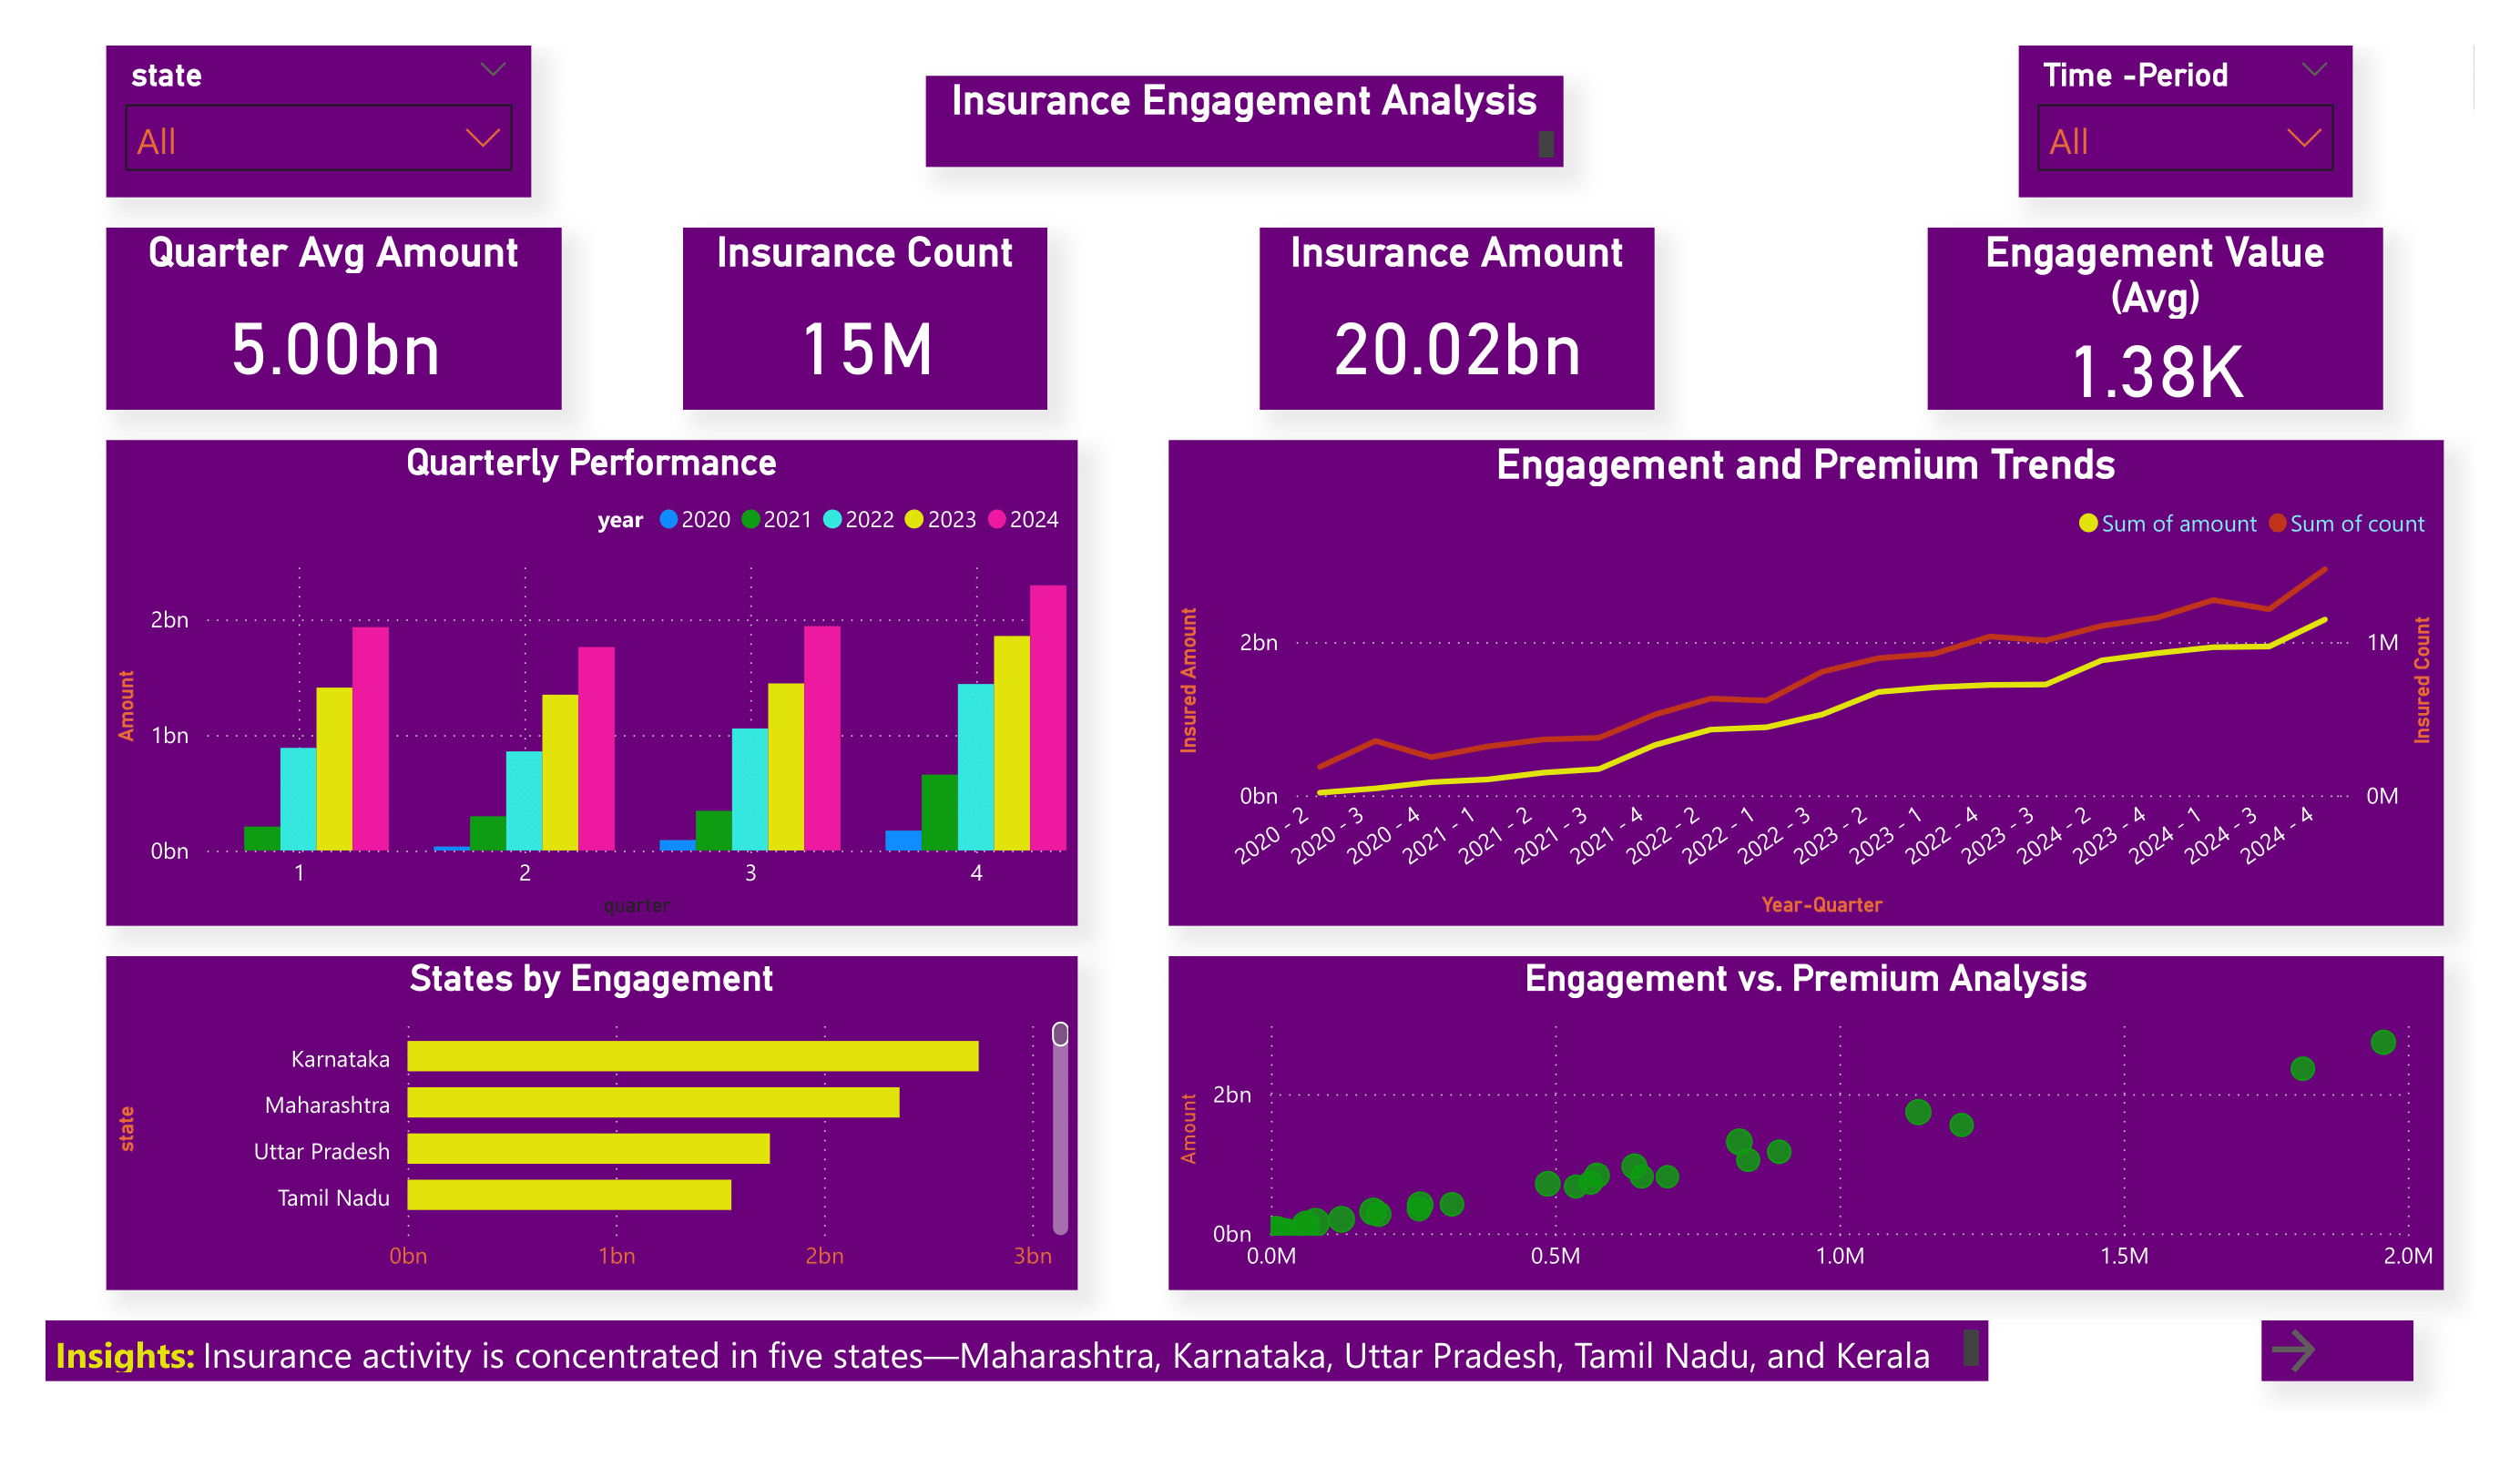 state
All
Insurance Engagement Analysis
Time -Period
All
Quarter Avg Amount
5.00bn
Insurance Count
15M
Insurance Amount
20.02bn
Engagement Value
(Avg)
1.38K
Quarterly Performance
year 2020 2021 2022 2023 2024
Amount
2bn
1bn
0bn
1 2 3 4
quarter
Engagement and Premium Trends
Sum of amount Sum of count
Insured Amount
2bn
0bn
1M
0M
Insured Count
2020 - 2 2020 - 3 2020 - 4 2021 - 1 2021 - 2 2021 - 3 2021 - 4 2022 - 2 2022 - 1 2022 - 3 2023 - 2 2023 - 1 2022 - 4 2023 - 3 2024 - 2 2023 - 4 2024 - 1 2024 - 3 2024 - 4
Year-Quarter
States by Engagement
state
Karnataka
Maharashtra
Uttar Pradesh
Tamil Nadu
0bn 1bn 2bn 3bn
Engagement vs. Premium Analysis
Amount
2bn
0bn
0.0M 0.5M 1.0M 1.5M 2.0M
Insights: Insurance activity is concentrated in five states—Maharashtra, Karnataka, Uttar Pradesh, Tamil Nadu, and Kerala